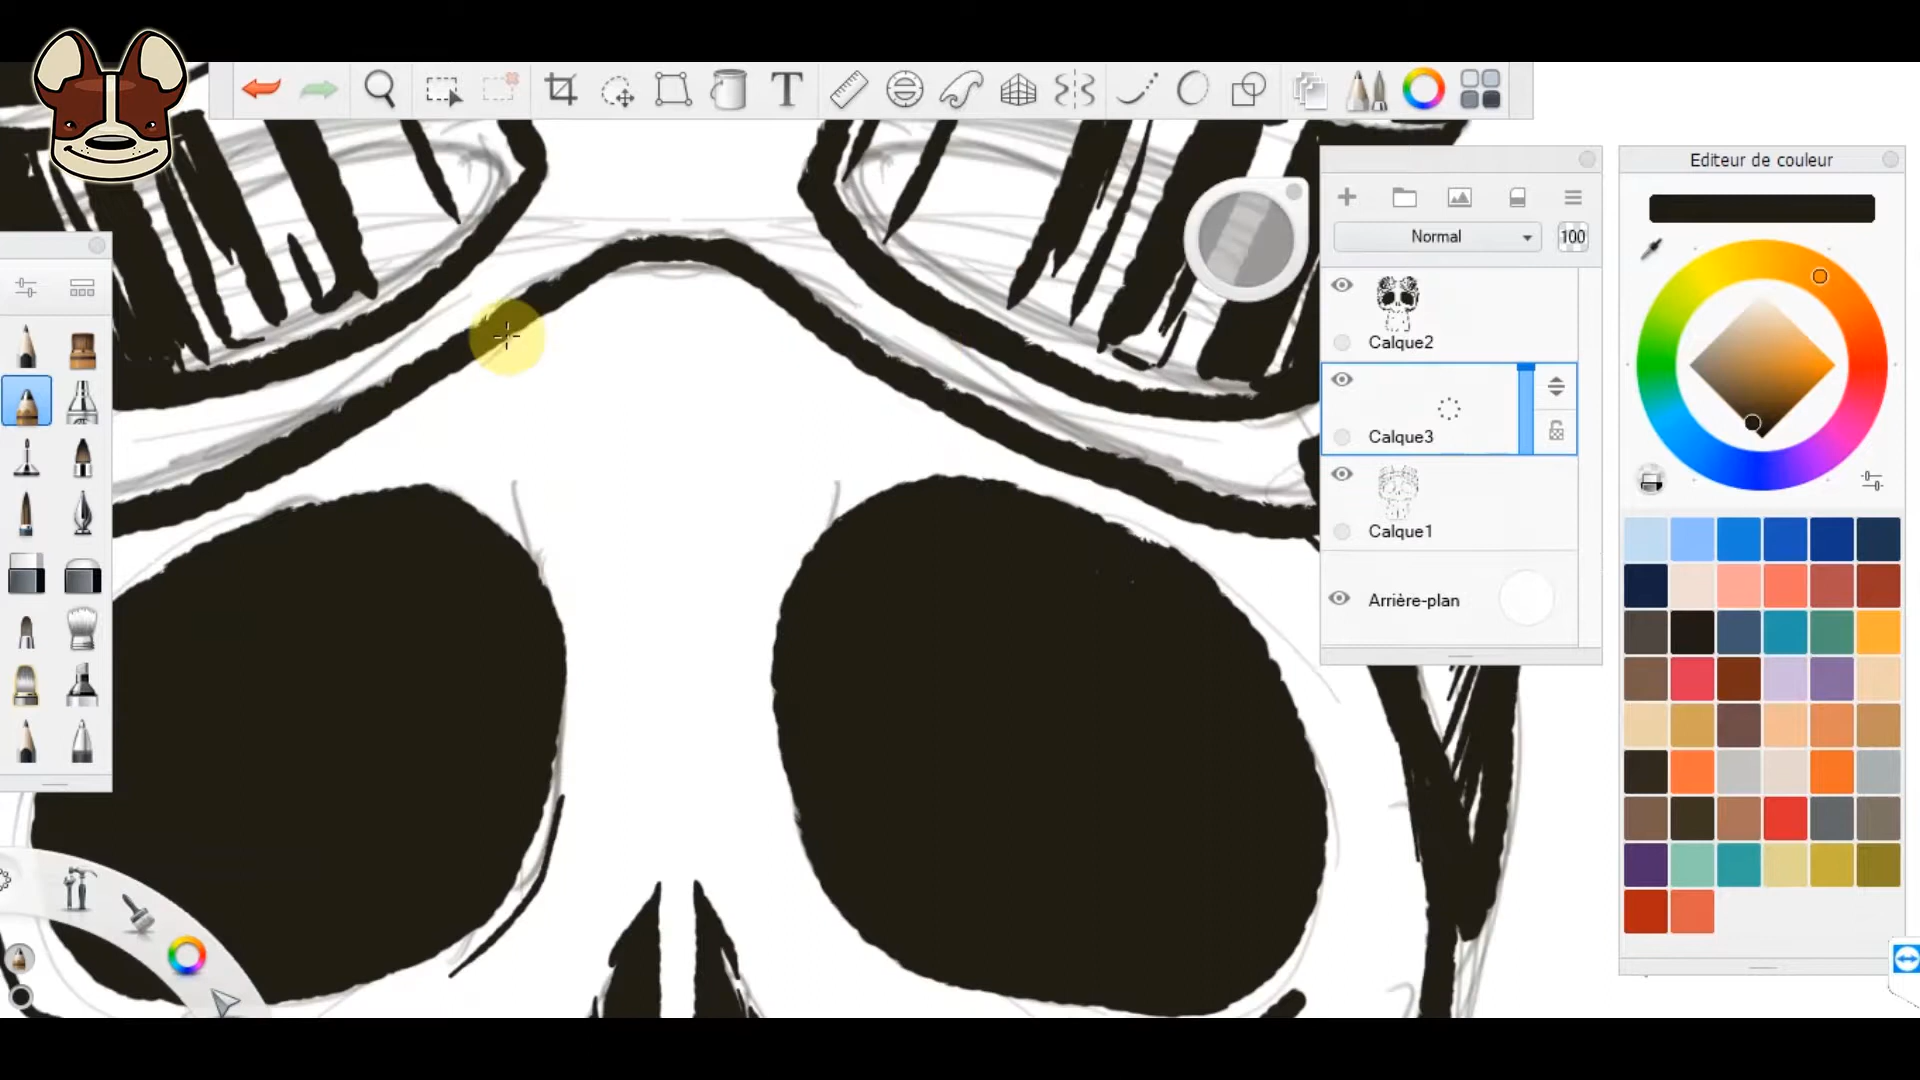 T
Editeur de couleur
Normal
100
Calque2
Calque3
Calque1
Arrière-plan